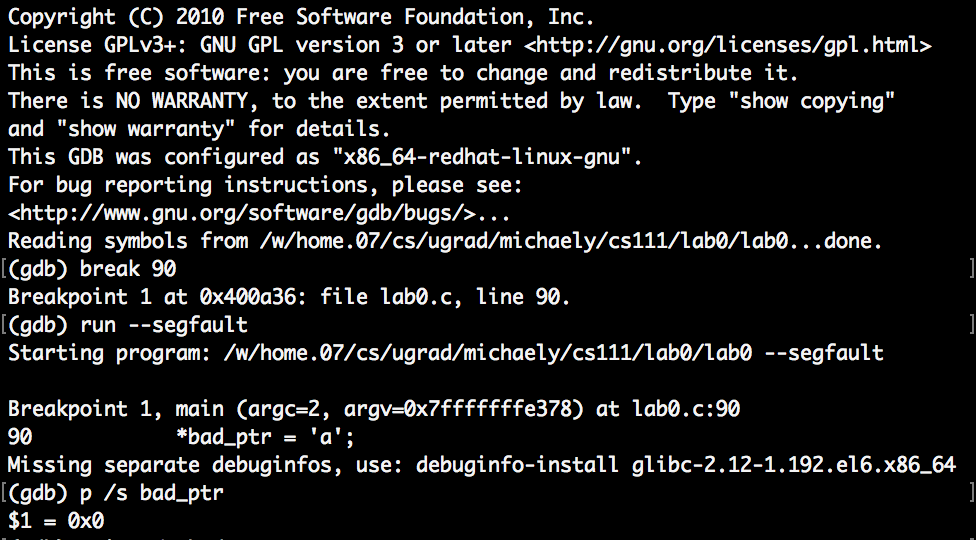 Copyright (C) 2010 Free Software Foundation, Inc.
License GPLv3+: GNU GPL version 3 or later <http://gnu.org/licenses/gpl.html>
This is free software: you are free to change and redistribute it.
There is NO WARRANTY, to the extent permitted by law.  Type "show copying"
and "show warranty" for details.
This GDB was configured as "x86_64-redhat-linux-gnu".
For bug reporting instructions, please see:
<http://www.gnu.org/software/gdb/bugs/>...
Reading symbols from /w/home.07/cs/ugrad/michaely/cs111/lab0/lab0...done.
[(gdb) break 90 ]
Breakpoint 1 at 0x400a36: file lab0.c, line 90.
[(gdb) run --segfault ]
Starting program: /w/home.07/cs/ugrad/michaely/cs111/lab0/lab0 --segfault

Breakpoint 1, main (argc=2, argv=0x7fffffffe378) at lab0.c:90
90            *bad_ptr = 'a';
Missing separate debuginfos, use: debuginfo-install glibc-2.12-1.192.el6.x86_64
[(gdb) p /s bad_ptr ]
$1 = 0x0